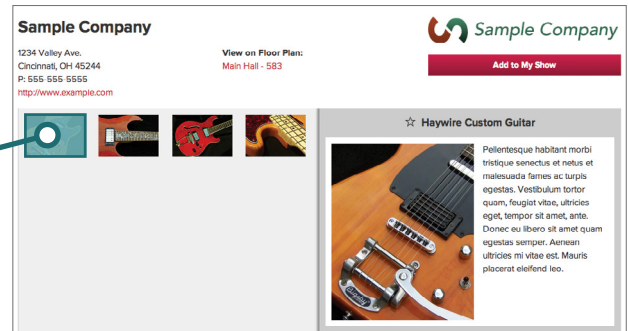 Sample Company
1234 Valley Ave.
Cincinnati, OH 45244
P: 555-555-5555
http://www.example.com
View on Floor Plan:
Main Hall - 583
Sample Company
Add to My Show
☆ Haywire Custom Guitar
Pellentesque habitant morbi
tristique senectus et netus et
malesuada fames ac turpis
egestas. Vestibulum tortor
quam, feugiat vitae, ultricies
eget, tempor sit amet, ante.
Donec eu libero sit amet quam
egestas semper. Aenean
ultricies mi vitae est. Mauris
placerat eleifend leo.